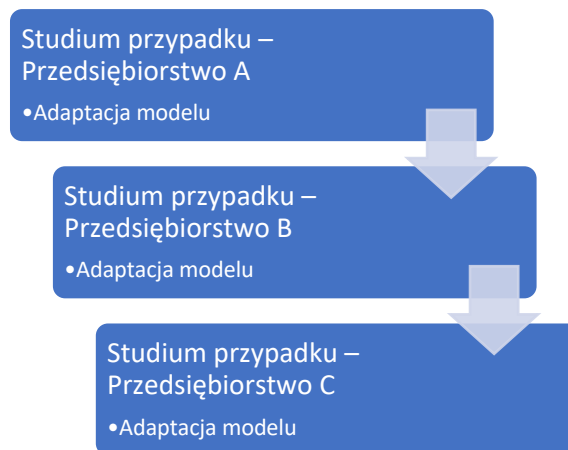 Studium przypadku –
Przedsiębiorstwo A
•Adaptacja modelu
Studium przypadku –
Przedsiębiorstwo B
•Adaptacja modelu
Studium przypadku –
Przedsiębiorstwo C
•Adaptacja modelu